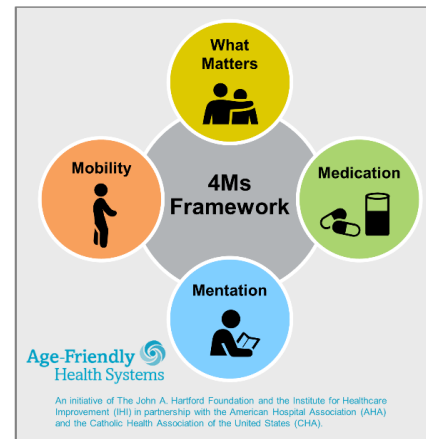 What
Matters
Mobility
4Ms
Framework
Medication
Mentation
Age-Friendly
Health Systems
An initiative of The John A. Hartford Foundation and the Institute for Healthcare
Improvement (IHI) in partnership with the American Hospital Association (AHA)
and the Catholic Health Association of the United States (CHA).